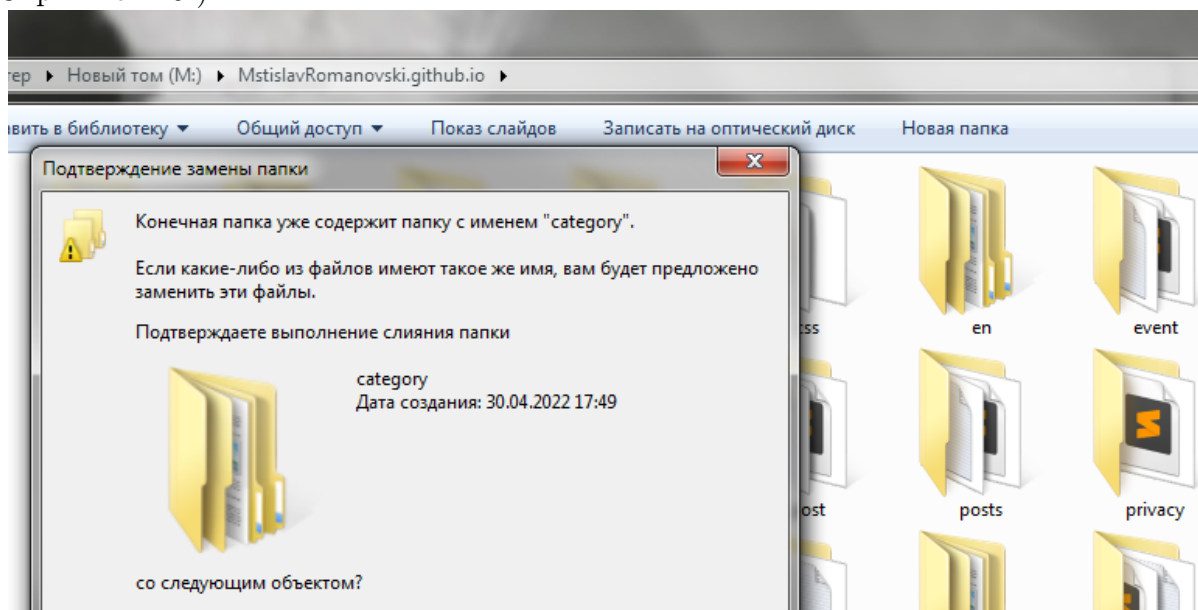 тер ▸ Новый том (M:) ▸ MstislavRomanovski.github.io ▸
авить в библиотеку ▾ Общий доступ ▾ Показ слайдов Записать на оптический диск Новая папка
Подтверждение замены папки
Конечная папка уже содержит папку с именем "category".
Если какие-либо из файлов имеют такое же имя, вам будет предложено
заменить эти файлы.
Подтверждаете выполнение слияния папки
category
Дата создания: 30.04.2022 17:49
со следующим объектом?
css en event
ost posts privacy